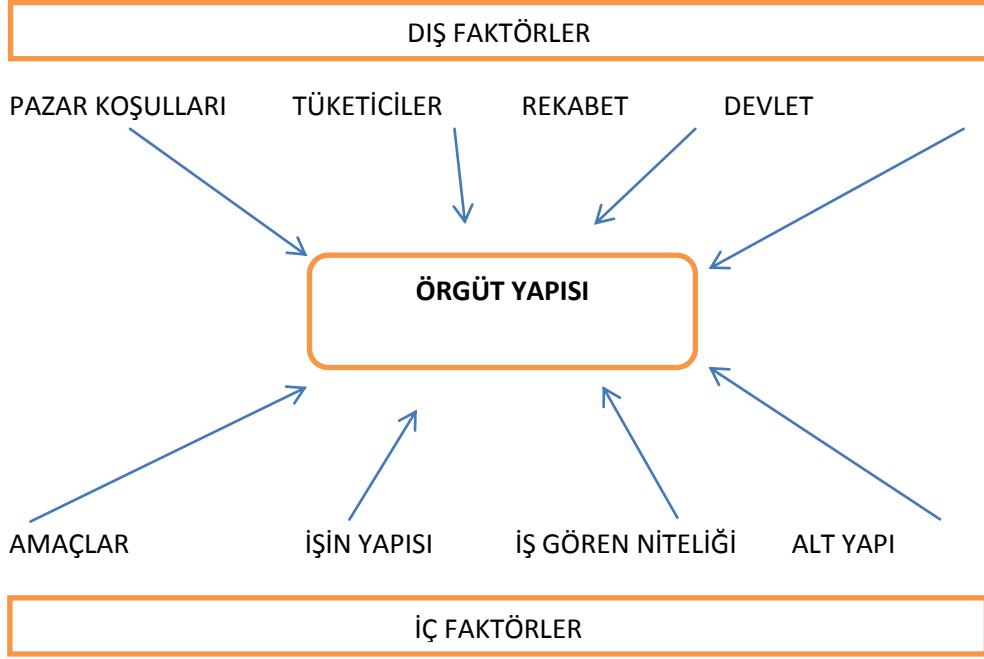 DIŞ FAKTÖRLER
PAZAR KOŞULLARI TÜKETİCİLER REKABET DEVLET
ÖRGÜT YAPISI
AMAÇLAR İŞİN YAPISI İŞ GÖREN NİTELİĞİ ALT YAPI
İÇ FAKTÖRLER